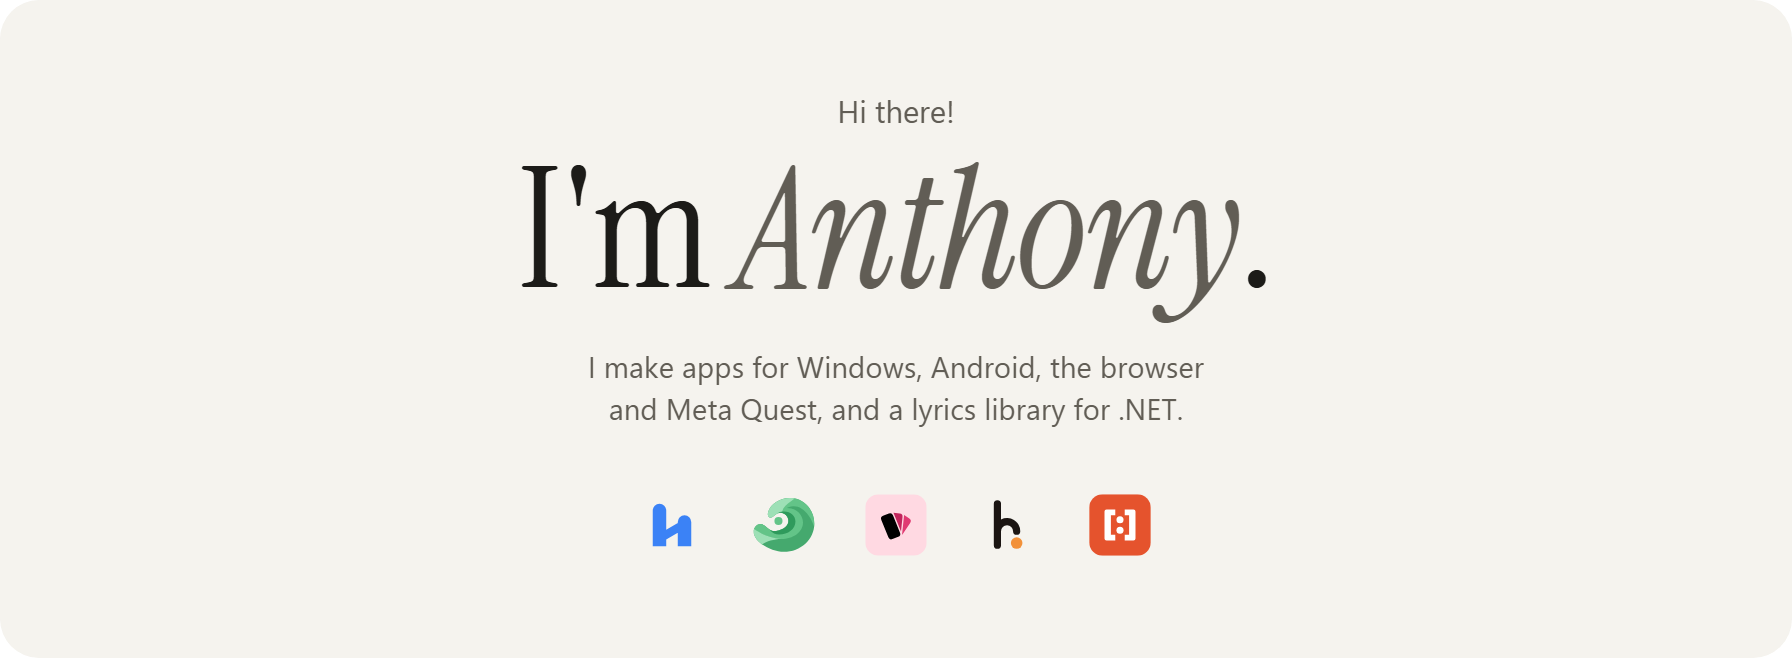 Hi there!
I'm Anthony.
I make apps for Windows, Android, the browser
and Meta Quest, and a lyrics library for .NET.